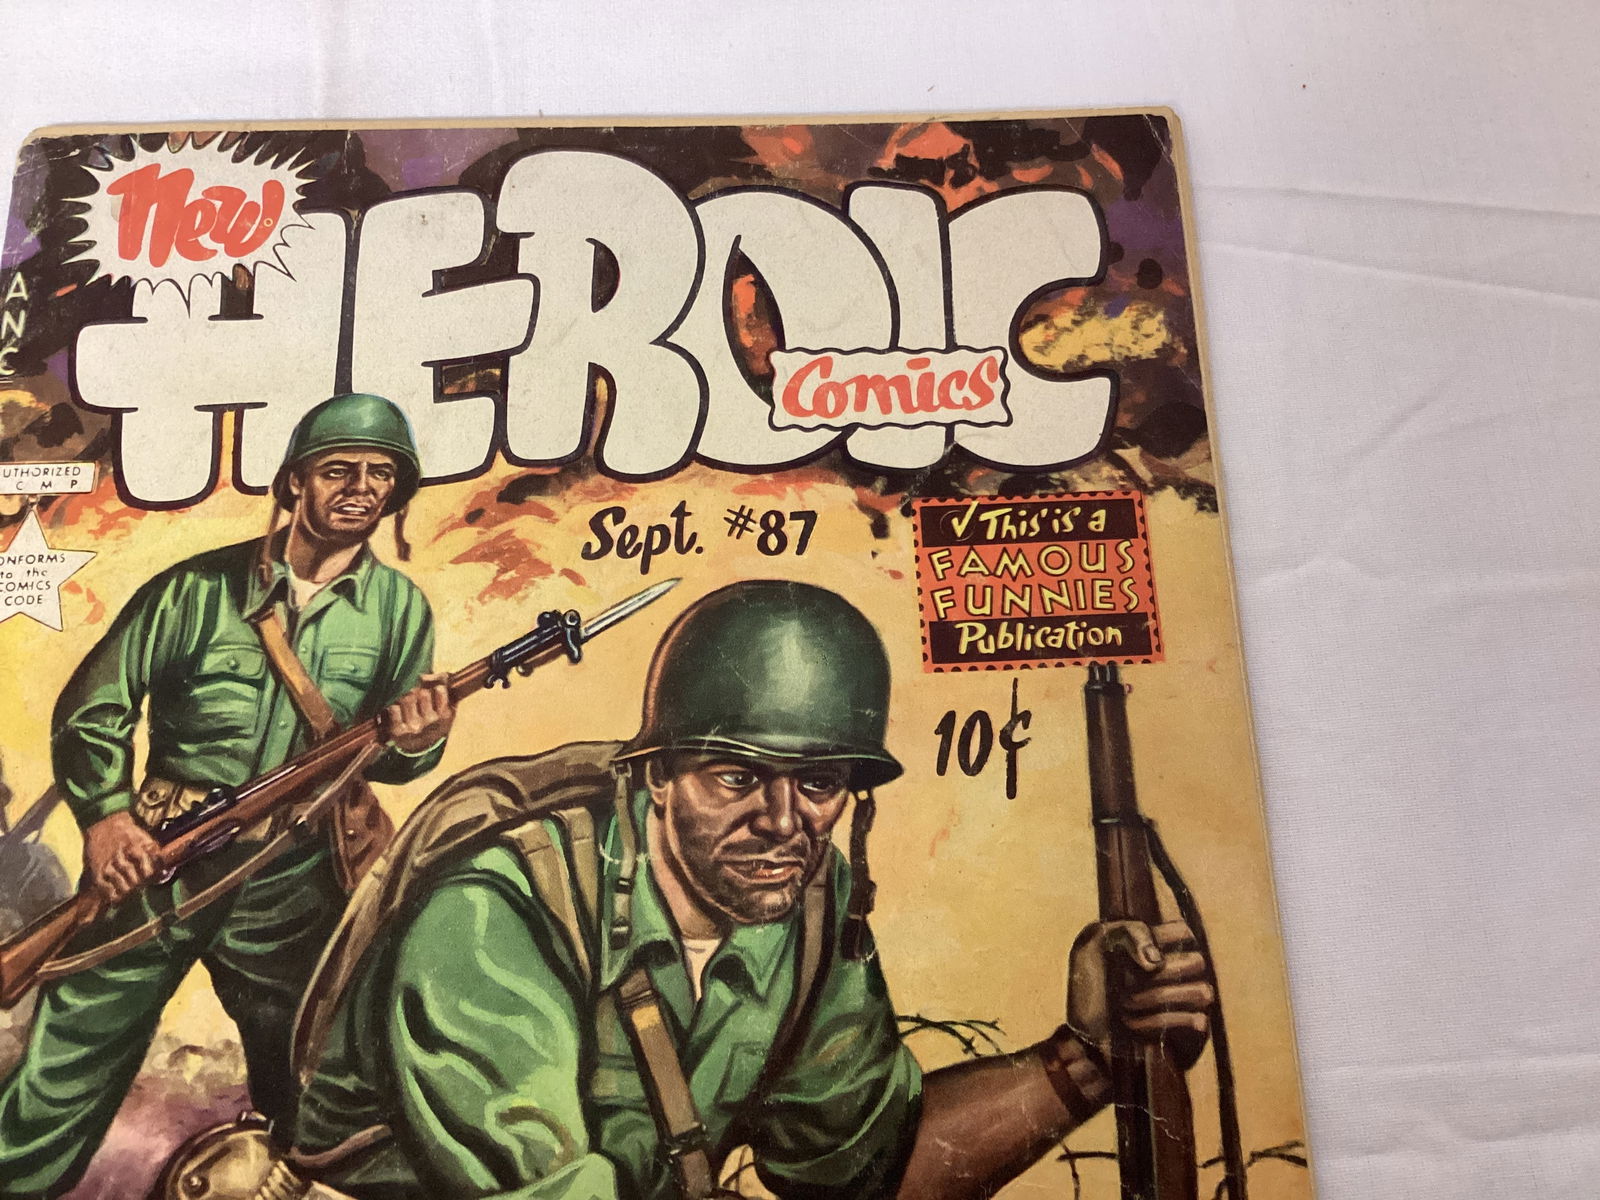 New
HEROIC
Comics
Sept. #87
✓ This is a
FAMOUS
FUNNIES
Publication
10¢
UTHORIZED
C M P
ONFORMS
to the
COMICS
CODE
A
N
C